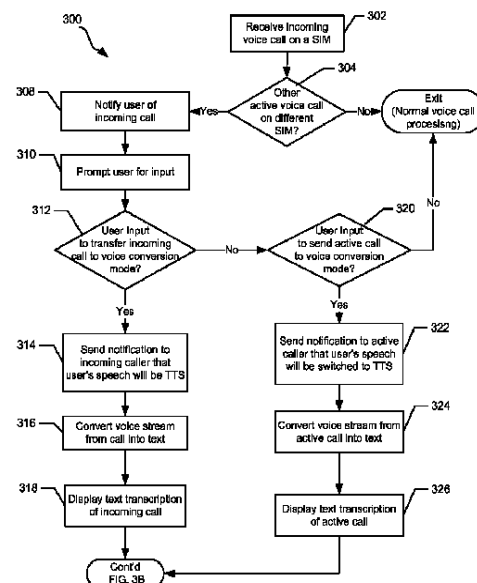 300
Receive incoming
voice call on a SIM
302
304
Other
active voice call
on different
SIM?
Yes
No
308
Notify user of
incoming call
Exit
(Normal voice call
procesisng)
310
Prompt user for input
312
User Input
to transfer incoming
call to voice conversion
mode?
No
320
User Input
to send active call
to voice conversion
mode?
No
Yes
Yes
314
Send notification to
incoming caller that
user's speech will be TTS
322
Send notification to active
caller that user's speech
will be switched to TTS
316
Convert voice stream
from call into text
324
Convert voice stream from
active call into text
318
Display text transcription
of incoming call
326
Display text transcription
of active call
Cont'd
FIG. 3B